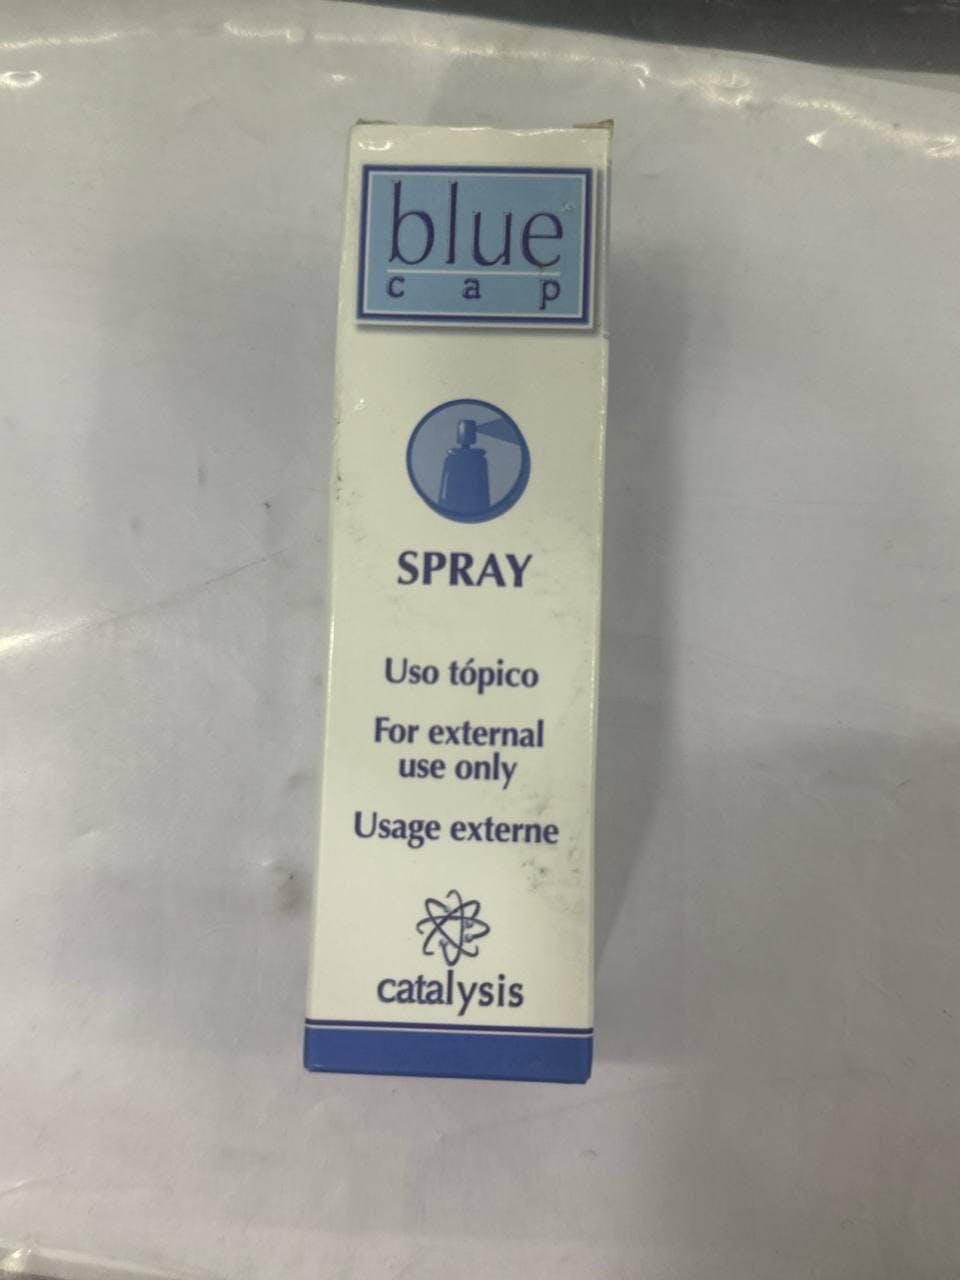 blue
cap
SPRAY
Uso tópico
For external
use only
Usage externe
catalysis